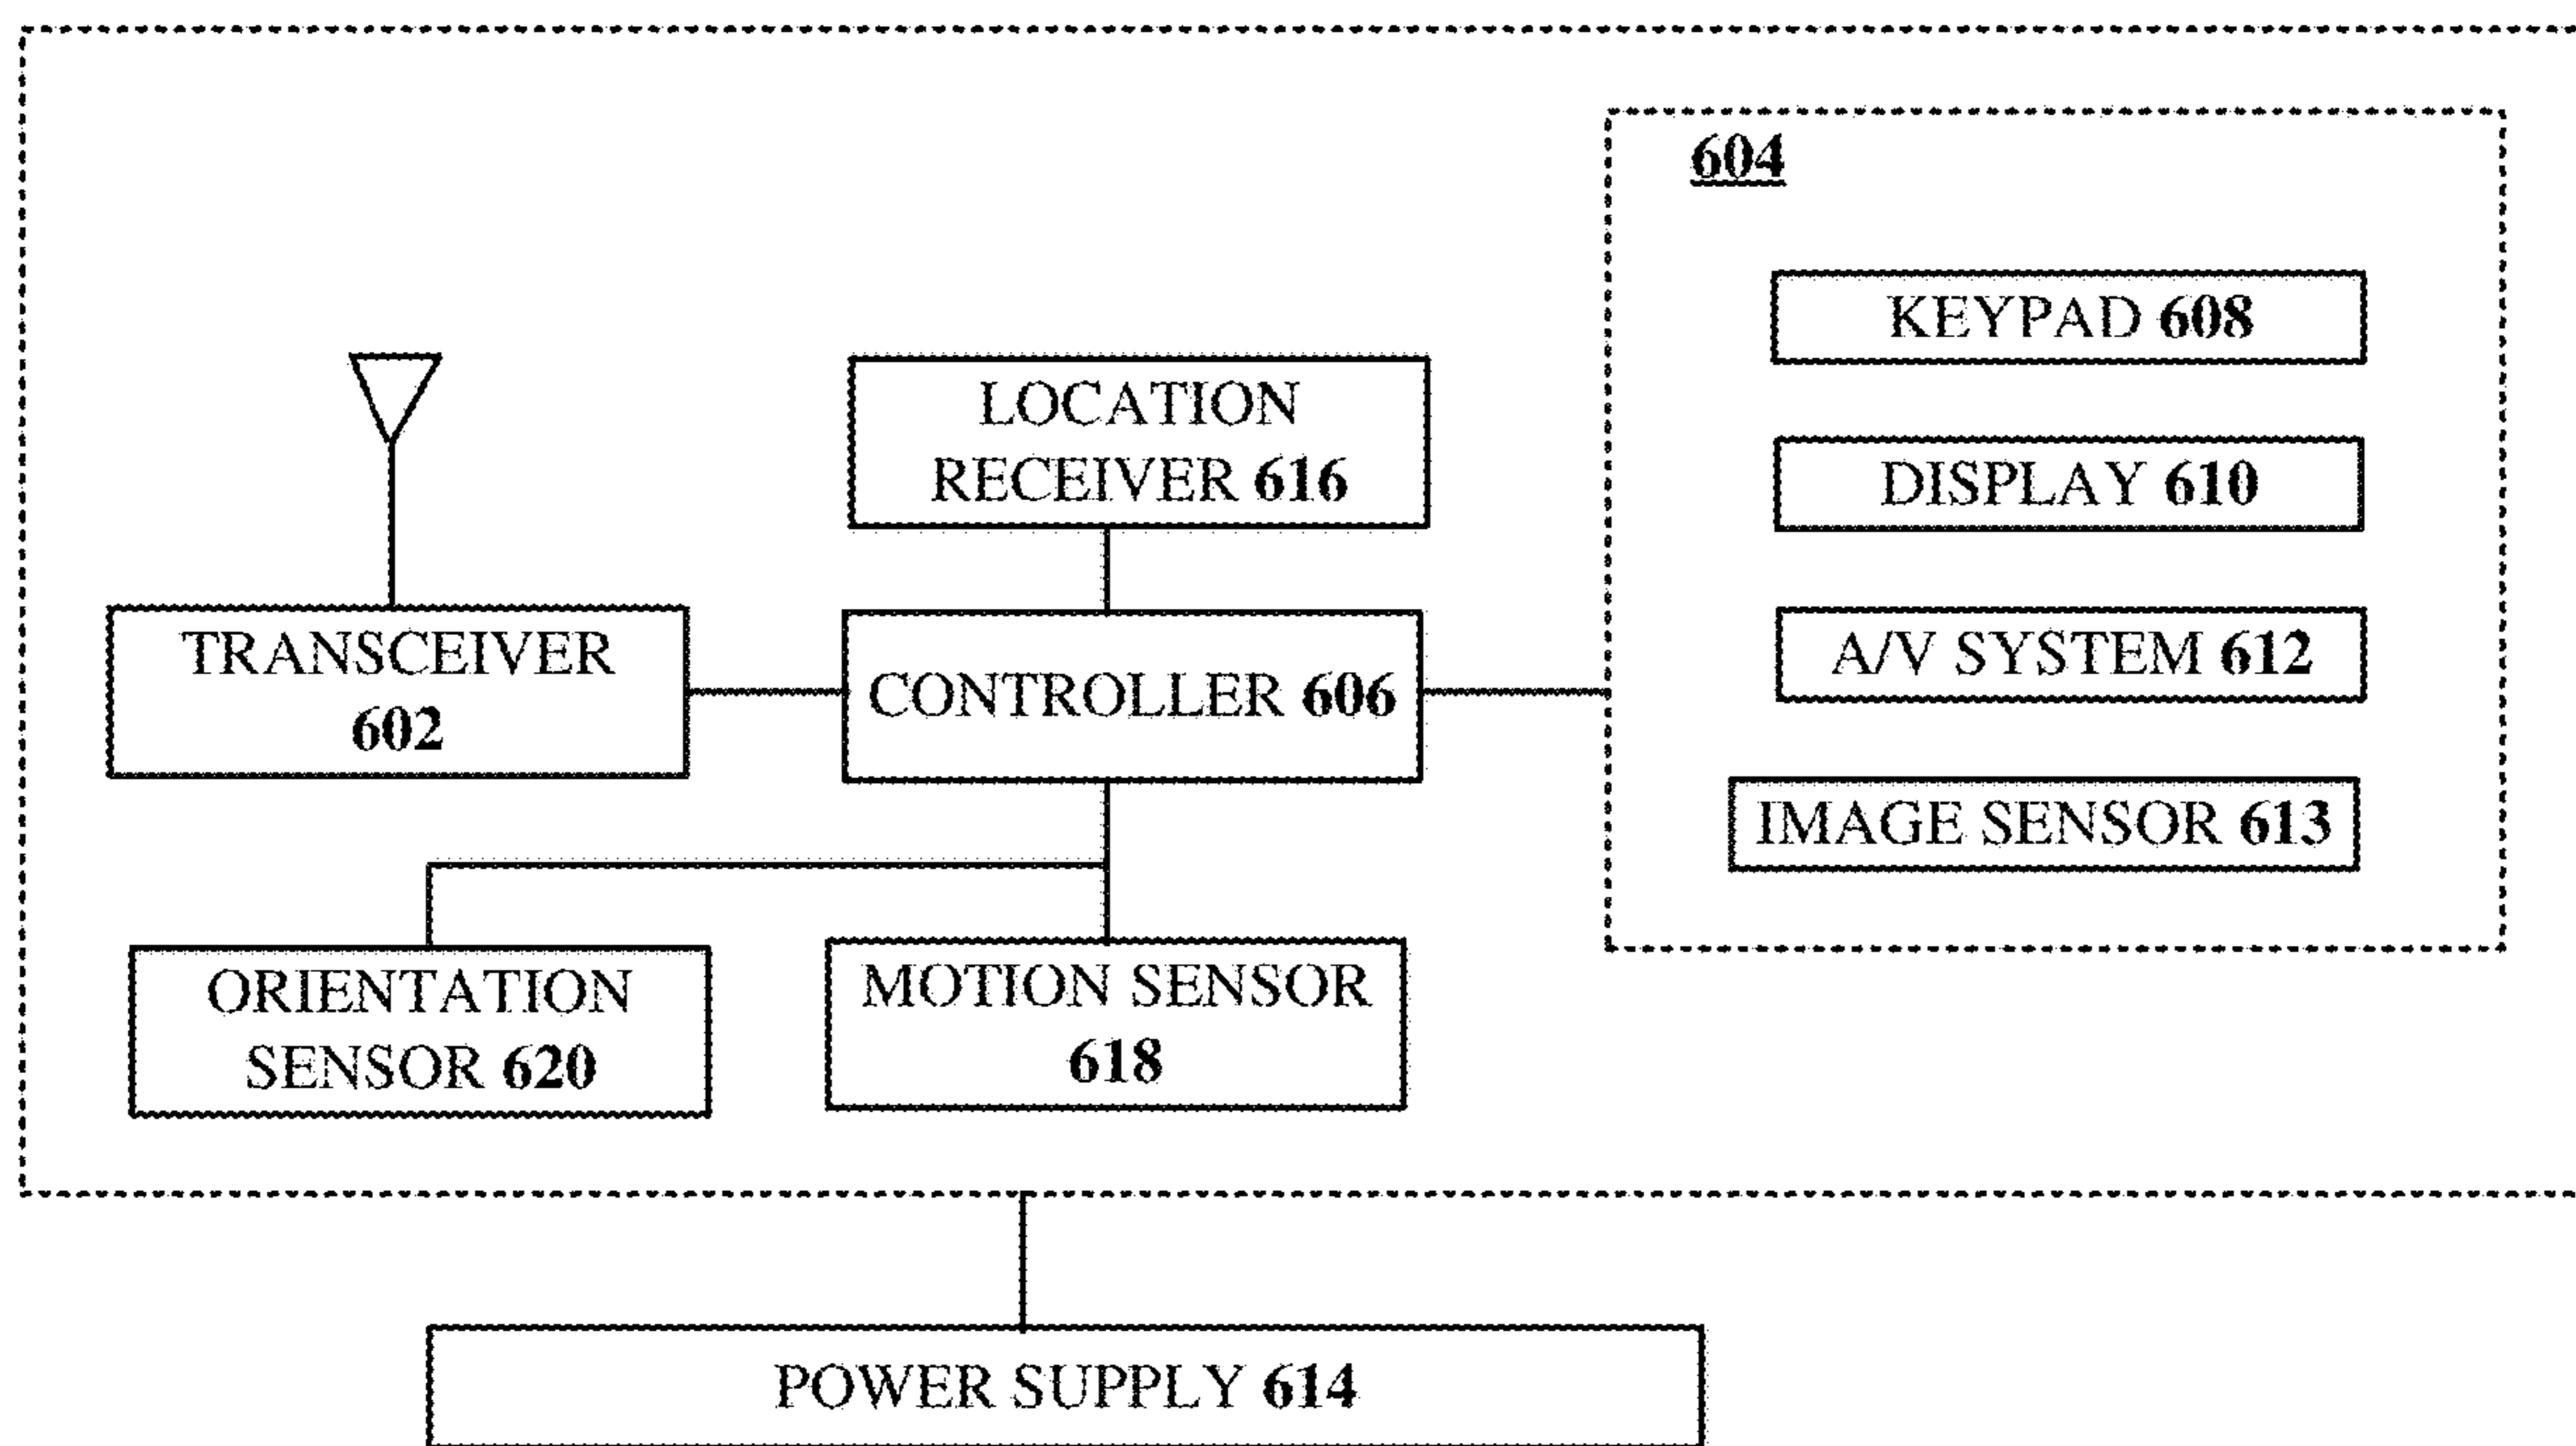 604
KEYPAD 608
LOCATION
RECEIVER 616
DISPLAY 610
TRANSCEIVER
602
CONTROLLER 606
A/V SYSTEM 612
IMAGE SENSOR 613
ORIENTATION
SENSOR 620
MOTION SENSOR
618
POWER SUPPLY 614